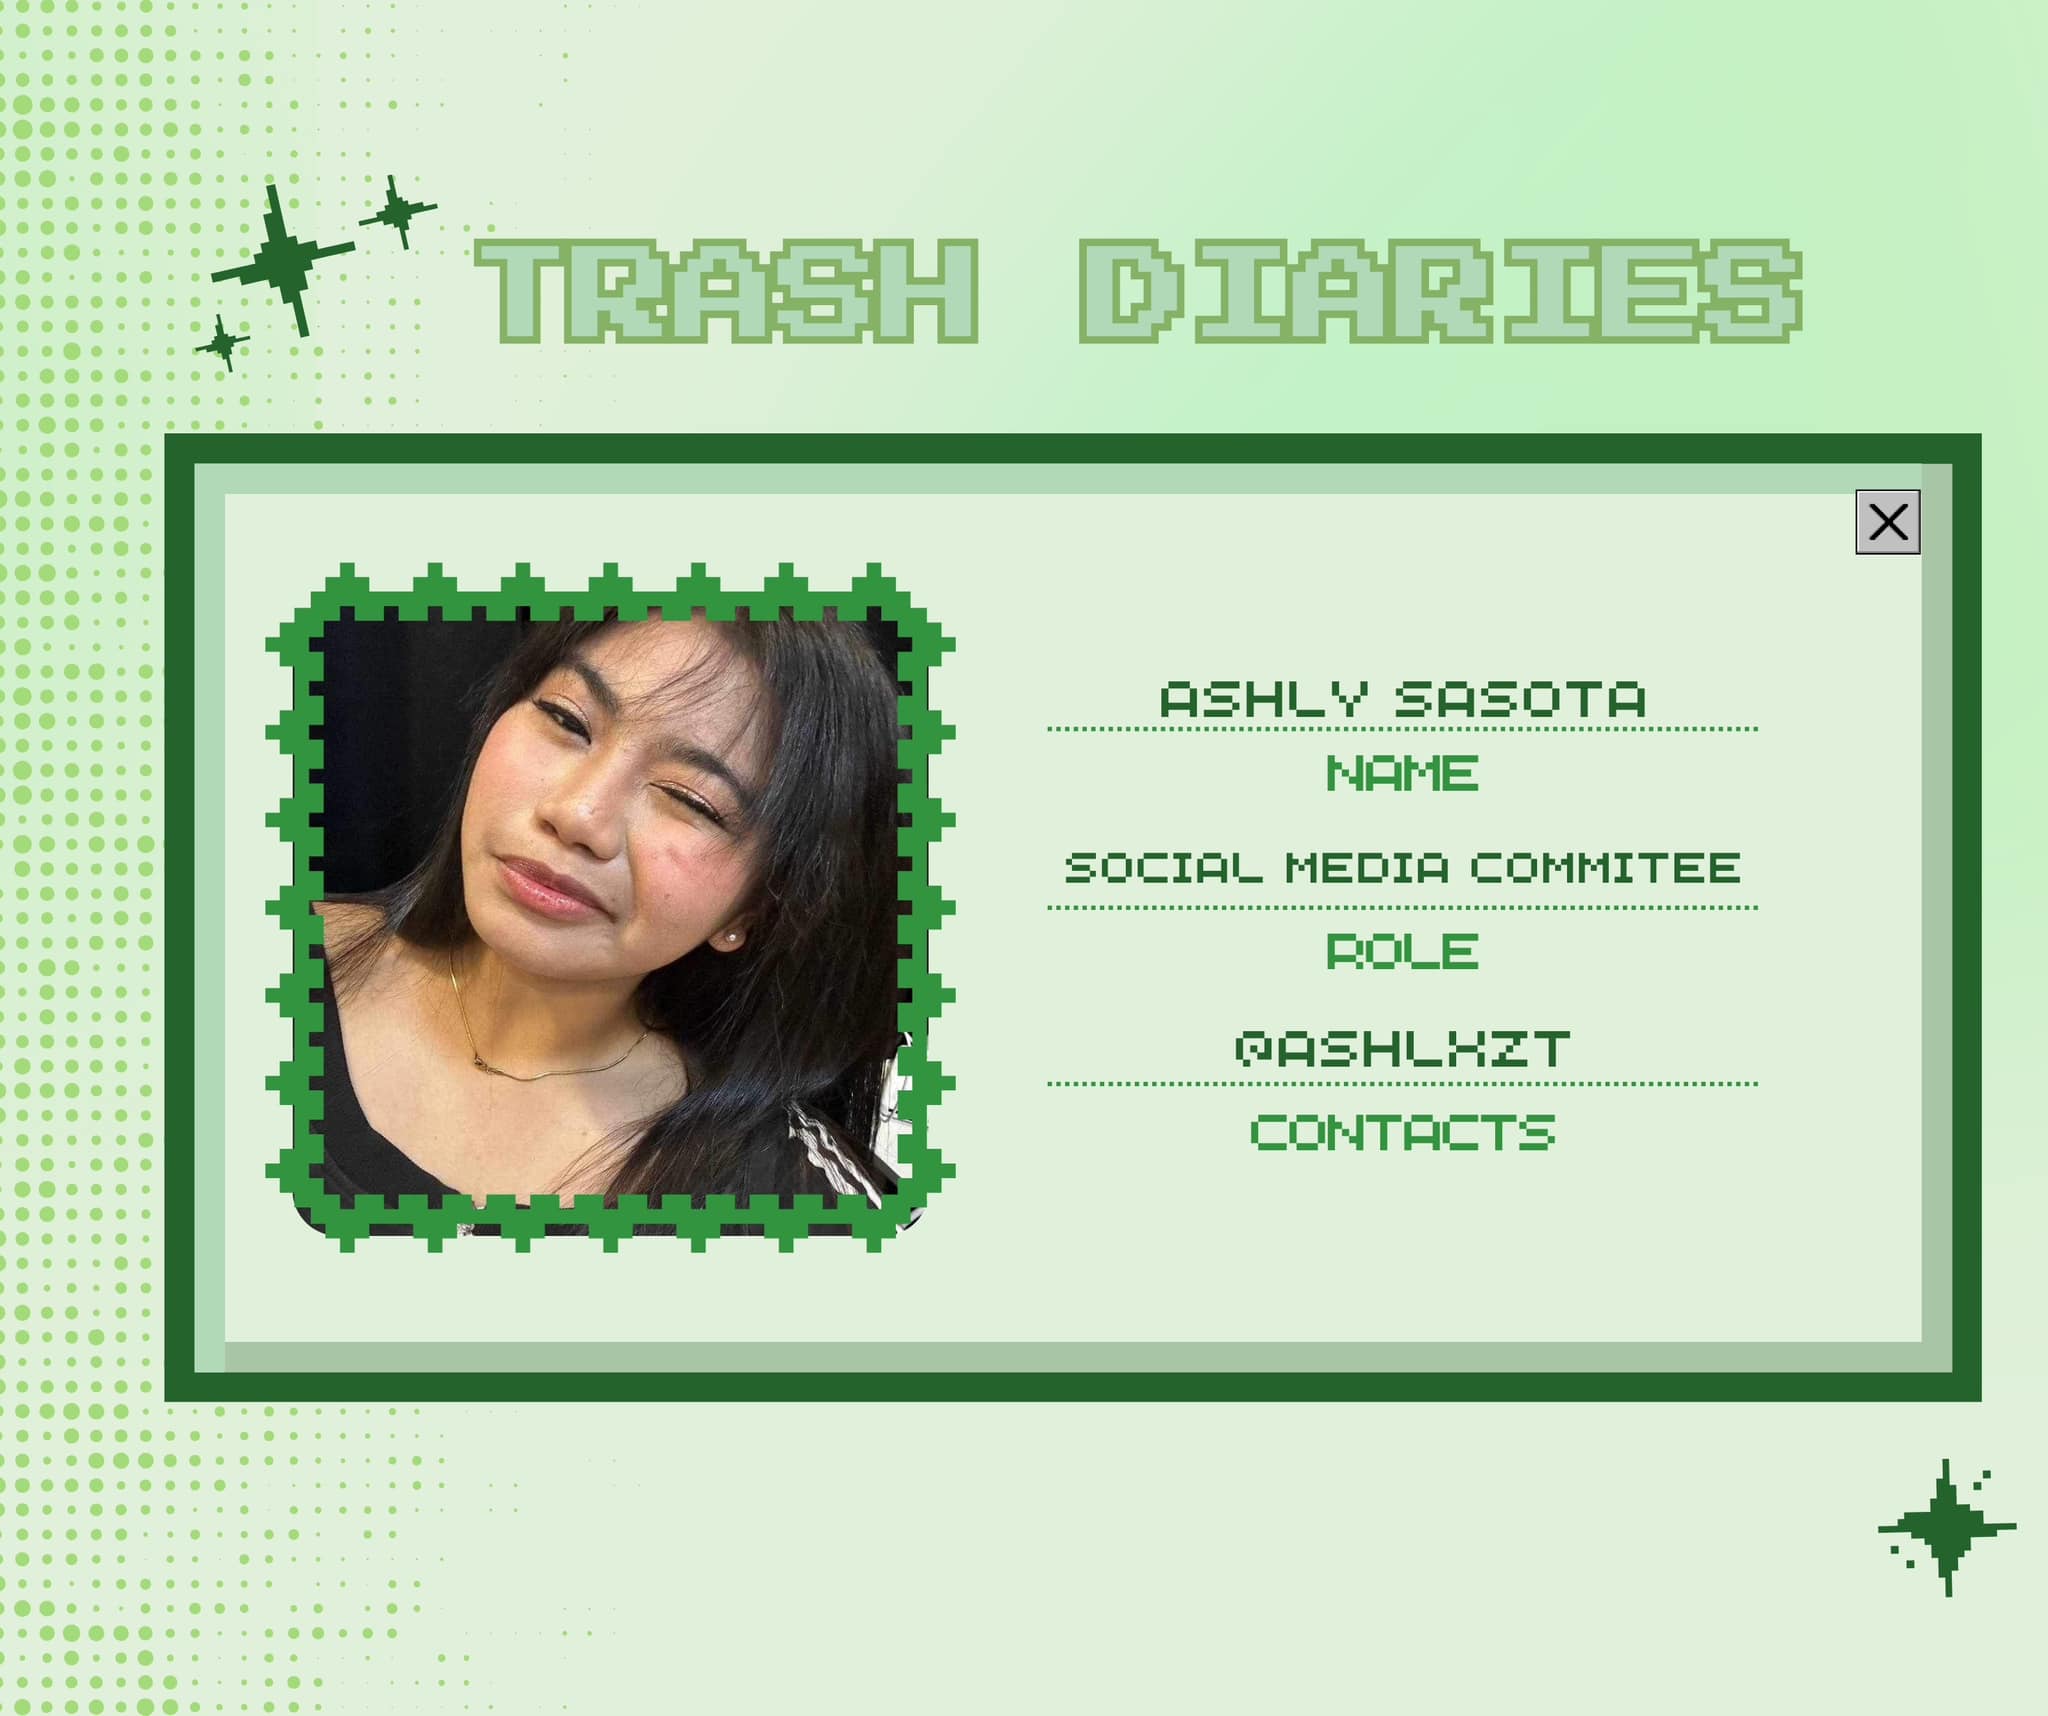 TRASH DIARIES
ASHLY SASOTA
NAME
SOCIAL MEDIA COMMITEE
ROLE
@ASHLXZT
CONTACTS